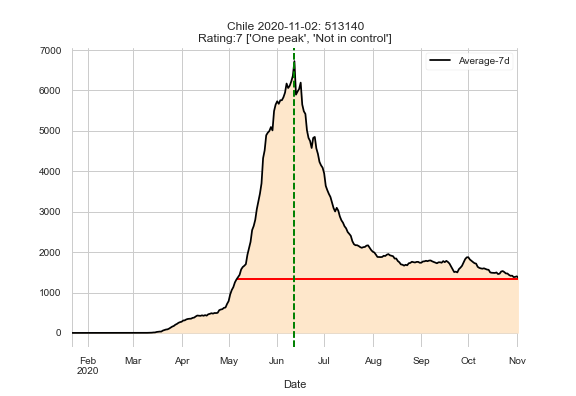 Chile 2020-11-02: 513140
Rating:7 ['One peak', 'Not in control']
Average-7d
7000
6000
5000
4000
3000
2000
1000
0
Feb Mar Apr May Jun Jul Aug Sep Oct Nov
2020
Date